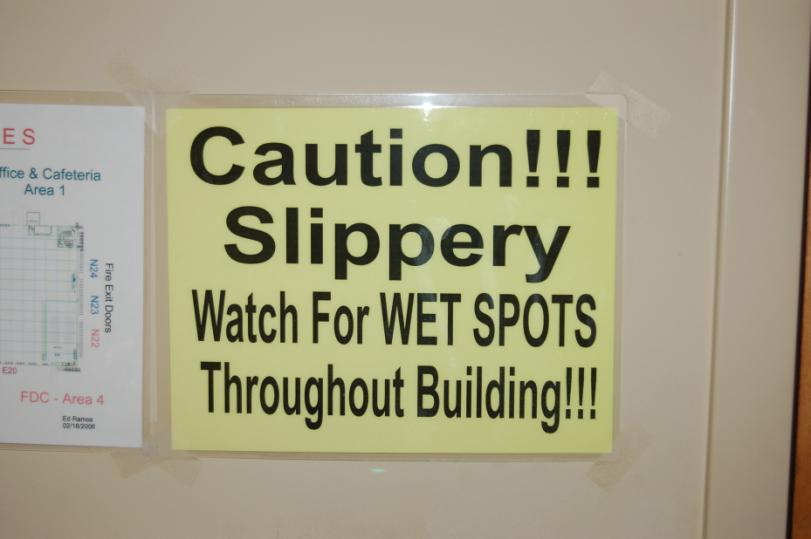 ES
ffice & Cafeteria
Area 1
Fire Exit Doors
N24 N23 N22
E20
FDC - Area 4
Ed Ramos
02/18/2006
Caution!!!
Slippery
Watch For WET SPOTS
Throughout Building!!!